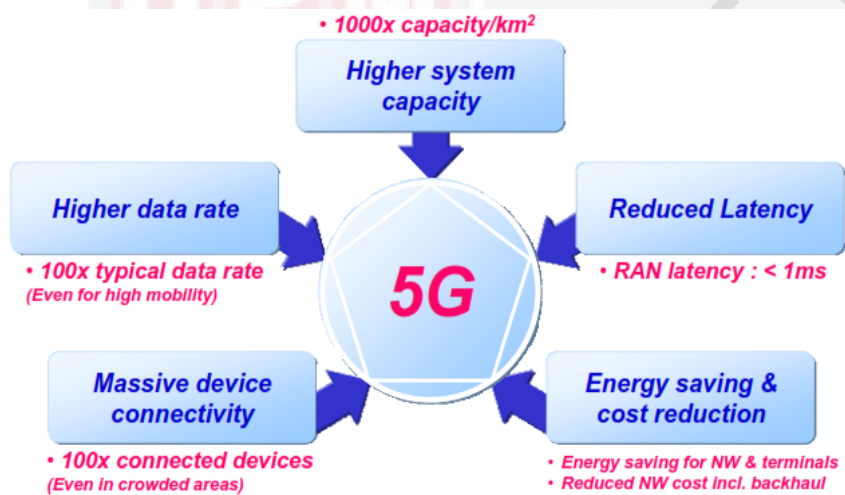 • 1000x capacity/km²
Higher system
capacity
Higher data rate
• 100x typical data rate
(Even for high mobility)
Reduced Latency
• RAN latency : < 1ms
5G
Massive device
connectivity
• 100x connected devices
(Even in crowded areas)
Energy saving &
cost reduction
• Energy saving for NW & terminals
• Reduced NW cost incl. backhaul